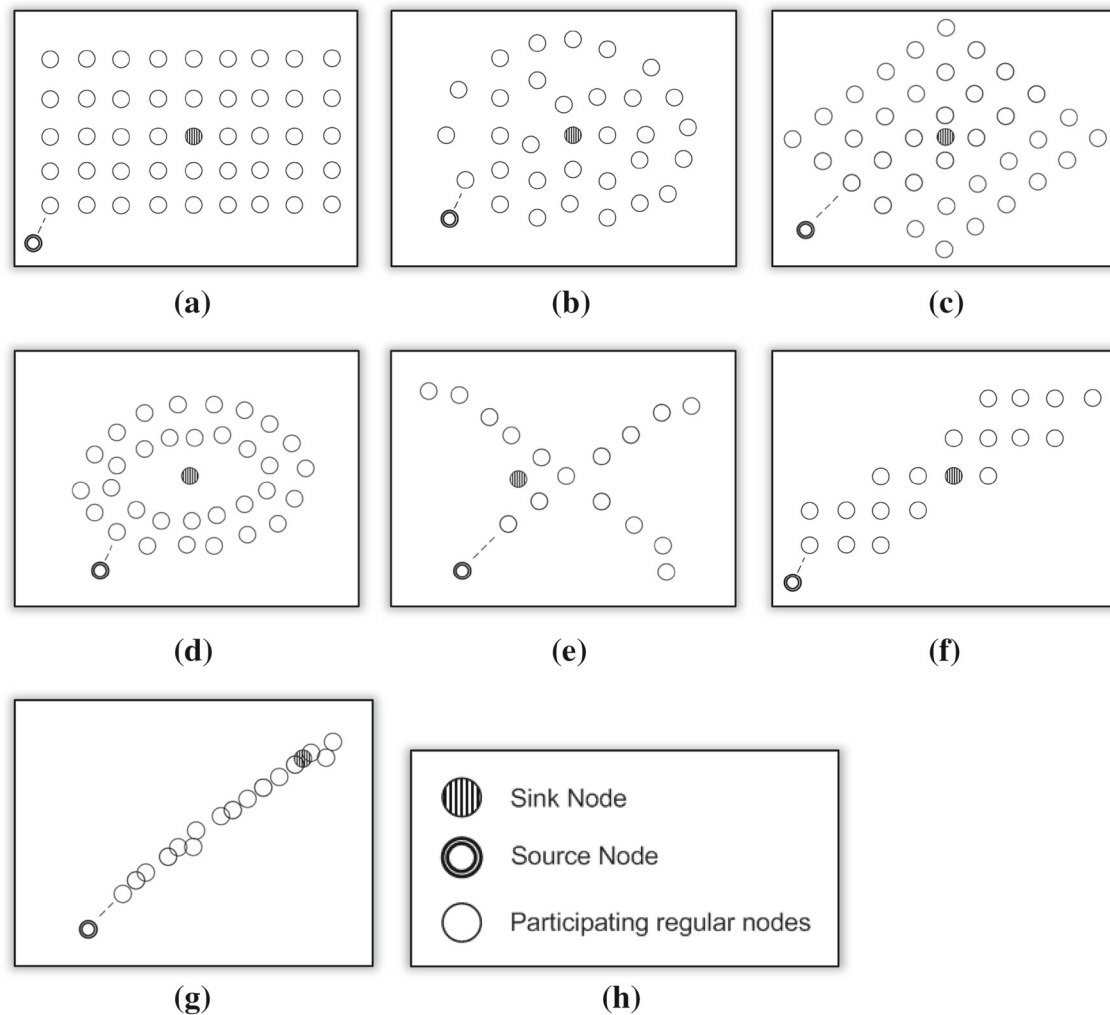 (a)
(b)
(c)
(d)
(e)
(f)
(g)
Sink Node
Source Node
Participating regular nodes
(h)